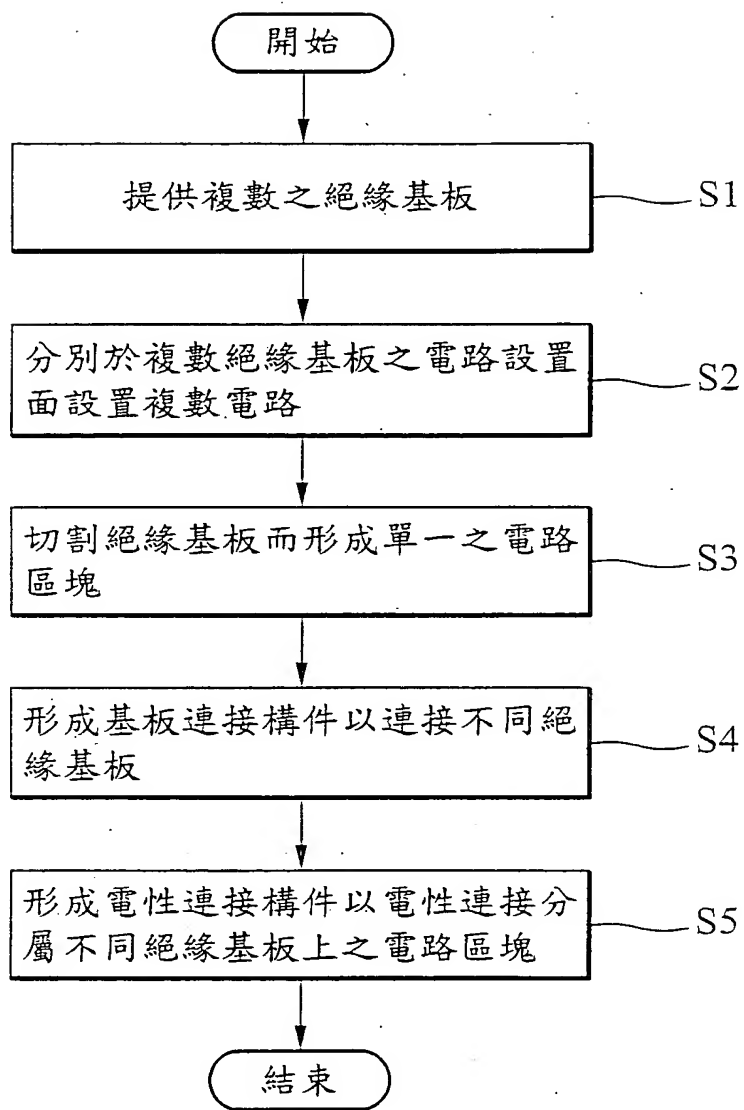 開始
提供複數之絕緣基板
S1
分別於複數絕緣基板之電路設置
面設置複數電路
S2
切割絕緣基板而形成單一之電路
區塊
S3
形成基板連接構件以連接不同絕
緣基板
S4
形成電性連接構件以電性連接分
屬不同絕緣基板上之電路區塊
S5
結束